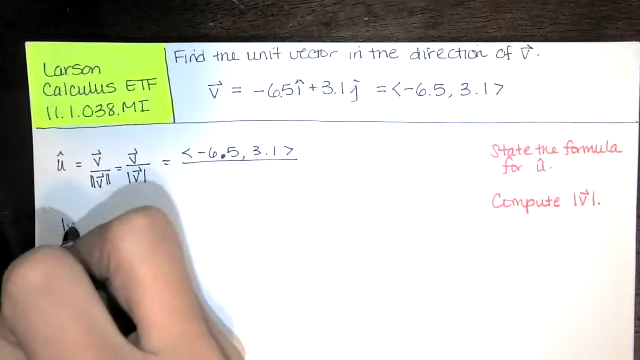 Larson
Calculus ETF
11.1.038.MI
Find the unit vector in the direction of v⃗.
v⃗ = -6.5î + 3.1ĵ = <-6.5, 3.1>
û = v⃗/‖v⃗‖ = v⃗/|v⃗| = <-6.5, 3.1>
State the formula
for û.
Compute |v⃗|.